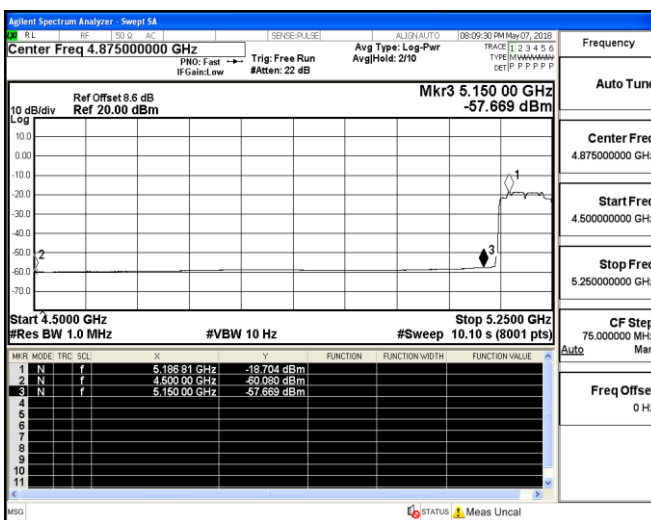 Agilent Spectrum Analyzer - Swept SA
RL RF 50 Ω AC SENSE:PULSE ALIGNAUTO 08:09:30 PM May 07, 2018
Center Freq 4.875000000 GHz
PNO: Fast
IFGain:Low
Trig: Free Run
#Atten: 22 dB
Avg Type: Log-Pwr
Avg|Hold: 2/10
TRACE 1 2 3 4 5 6
TYPE MWWWWW
DET P P P P P P
Frequency
Mkr3 5.150 00 GHz
-57.669 dBm
Ref Offset 8.6 dB
10 dB/div Ref 20.00 dBm
Log
10.0
0.00
-10.0
-20.0
-30.0
-40.0
-50.0
-60.0
-70.0
1
2
3
Start 4.5000 GHz Stop 5.2500 GHz
#Res BW 1.0 MHz #VBW 10 Hz #Sweep 10.10 s (8001 pts)
MKR MODE TRC SCL X Y FUNCTION FUNCTION WIDTH FUNCTION VALUE
1 N f 5.186 81 GHz -18.704 dBm
2 N f 4.500 00 GHz -60.080 dBm
3 N f 5.150 00 GHz -57.669 dBm
4
5
6
7
8
9
10
11
Auto Tune
Center Freq
4.875000000 GHz
Start Freq
4.500000000 GHz
Stop Freq
5.250000000 GHz
CF Step
75.000000 MHz
Auto Man
Freq Offset
0 Hz
MSG STATUS Meas Uncal